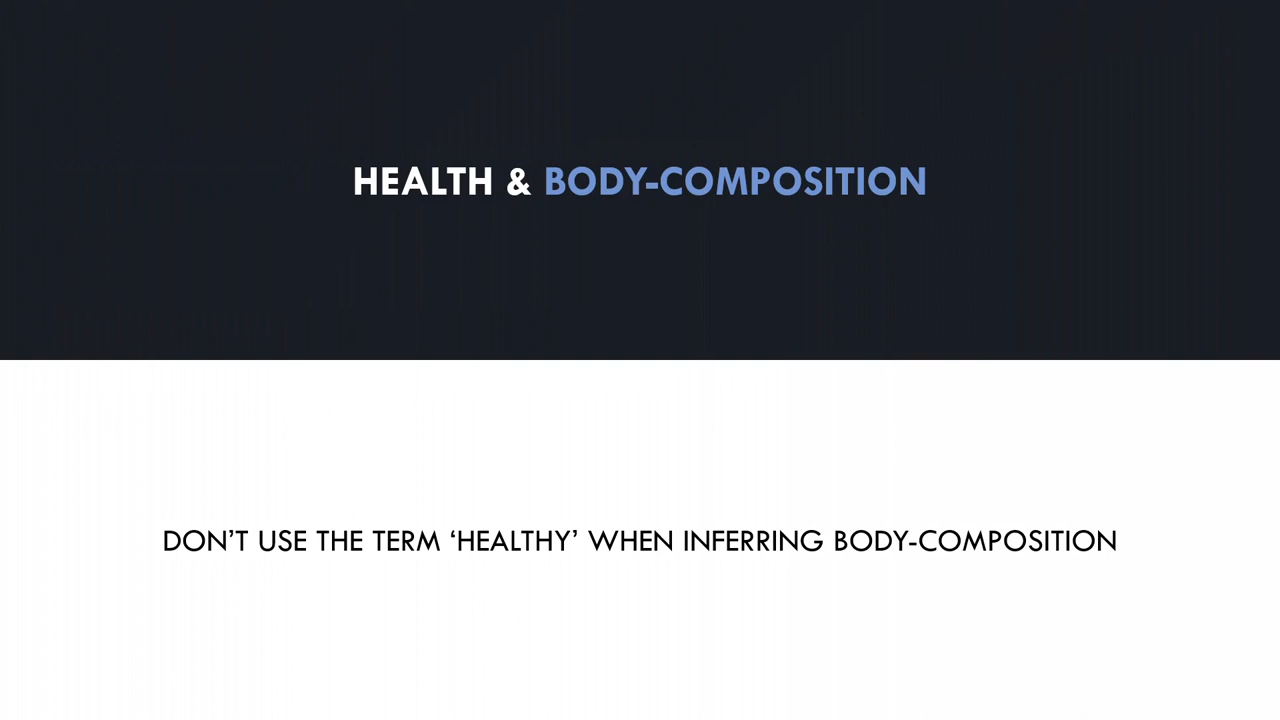 HEALTH & BODY-COMPOSITION
DON’T USE THE TERM ‘HEALTHY’ WHEN INFERRING BODY-COMPOSITION